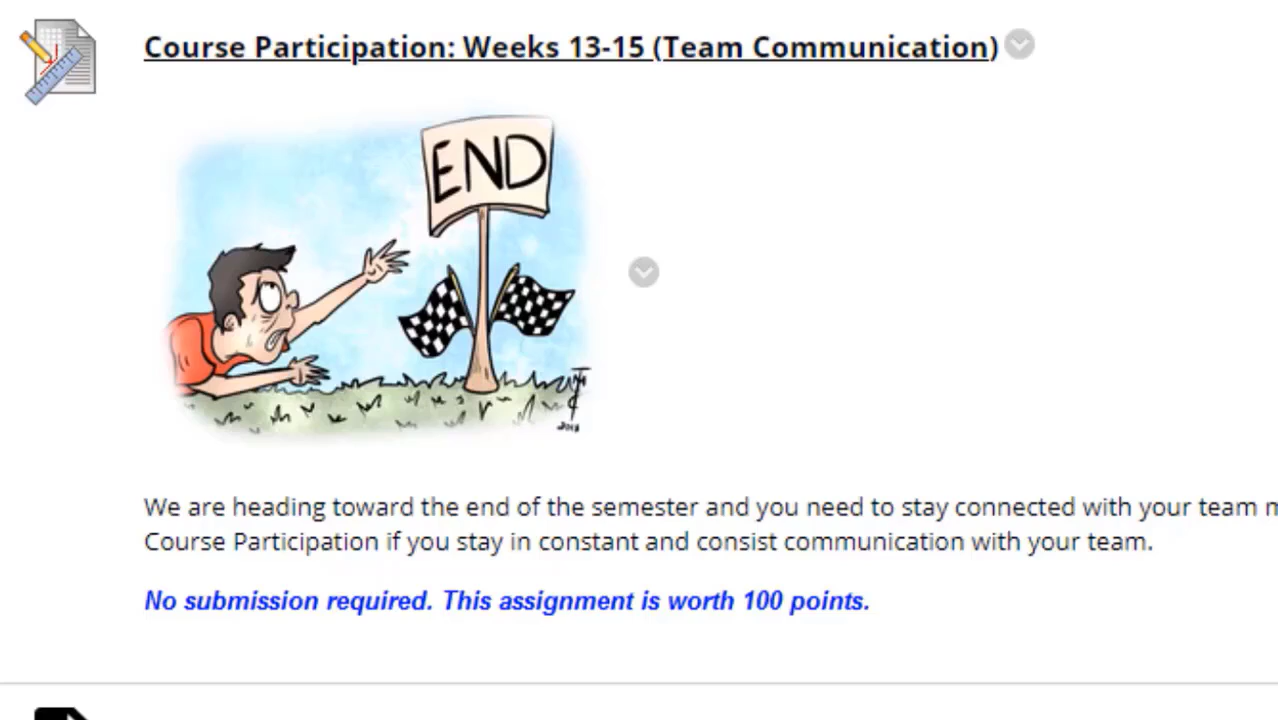 Course Participation: Weeks 13-15 (Team Communication)
END
2018
We are heading toward the end of the semester and you need to stay connected with your team
Course Participation if you stay in constant and consist communication with your team.
No submission required. This assignment is worth 100 points.